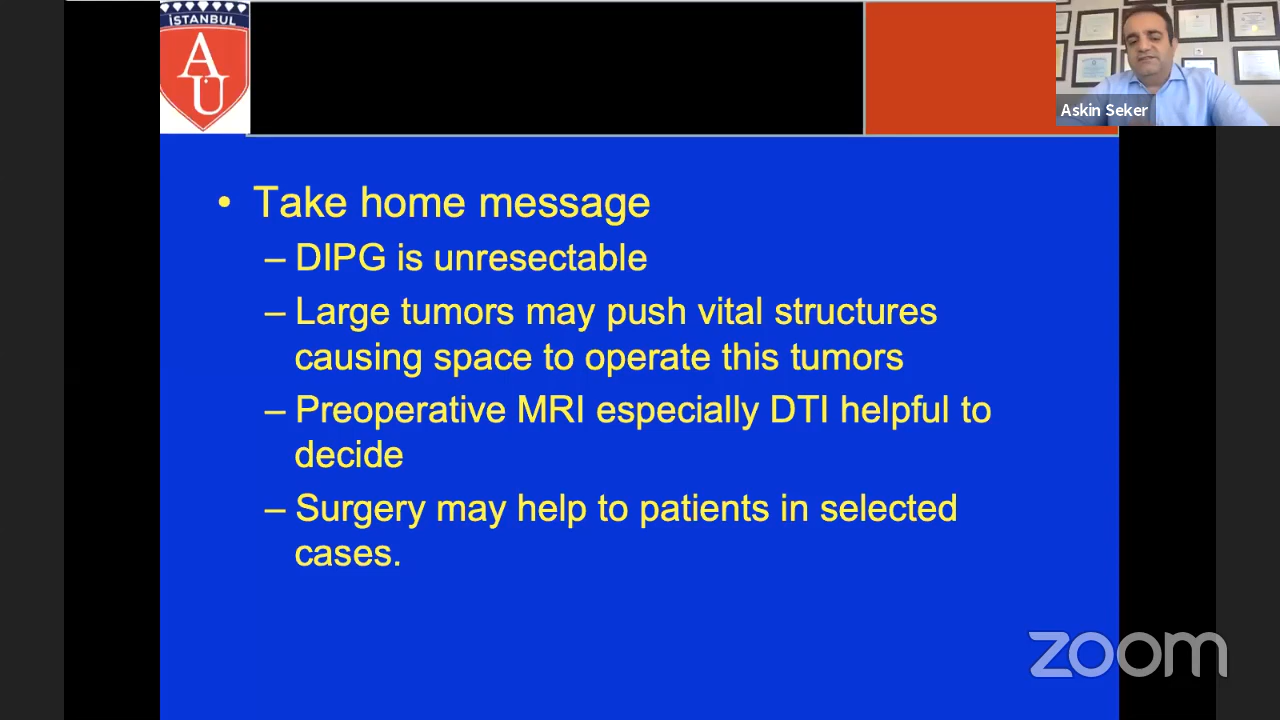 İSTANBUL
A
U
Askin Seker
• Take home message
– DIPG is unresectable
– Large tumors may push vital structures
causing space to operate this tumors
– Preoperative MRI especially DTI helpful to
decide
– Surgery may help to patients in selected
cases.
zoom